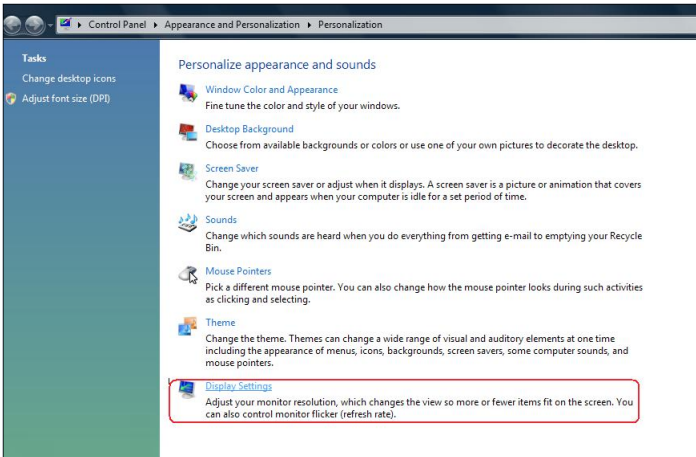 Control Panel ▸ Appearance and Personalization ▸ Personalization
Tasks
Change desktop icons
Adjust font size (DPI)
Personalize appearance and sounds
Window Color and Appearance
Fine tune the color and style of your windows.
Desktop Background
Choose from available backgrounds or colors or use one of your own pictures to decorate the desktop.
Screen Saver
Change your screen saver or adjust when it displays. A screen saver is a picture or animation that covers
your screen and appears when your computer is idle for a set period of time.
Sounds
Change which sounds are heard when you do everything from getting e-mail to emptying your Recycle
Bin.
Mouse Pointers
Pick a different mouse pointer. You can also change how the mouse pointer looks during such activities
as clicking and selecting.
Theme
Change the theme. Themes can change a wide range of visual and auditory elements at one time
including the appearance of menus, icons, backgrounds, screen savers, some computer sounds, and
mouse pointers.
Display Settings
Adjust your monitor resolution, which changes the view so more or fewer items fit on the screen. You
can also control monitor flicker (refresh rate).